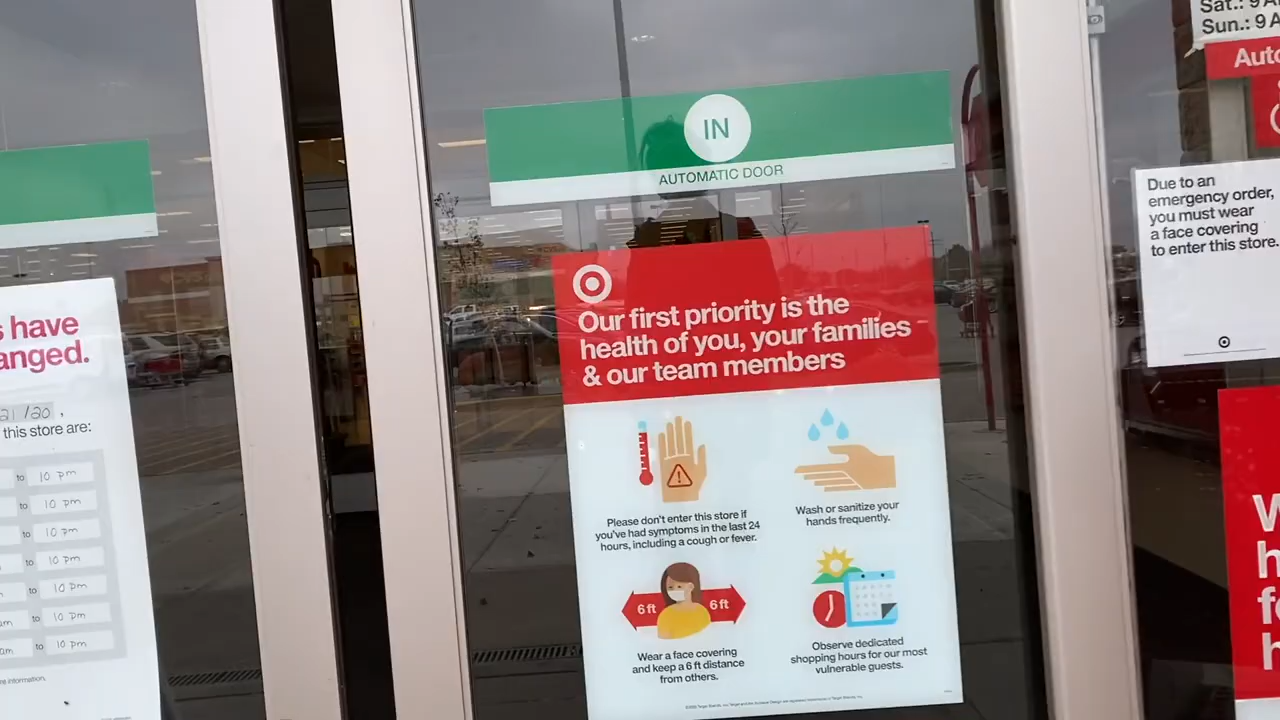 s have
anged.
21/20 ,
this store are:
to 10 pm
to 10 pm
to 10 pm
to 10 pm
to 10 pm
am to 10 pm
am to 10 pm
re information.
IN
AUTOMATIC DOOR
Our first priority is the
health of you, your families
& our team members
Please don't enter this store if
you've had symptoms in the last 24
hours, including a cough or fever.
Wash or sanitize your
hands frequently.
6 ft 6 ft
Wear a face covering
and keep a 6 ft distance
from others.
Observe dedicated
shopping hours for our most
vulnerable guests.
Sat.: 9 A
Sun.: 9 A
Auto
Due to an
emergency order,
you must wear
a face covering
to enter this store.
W
h
f
h